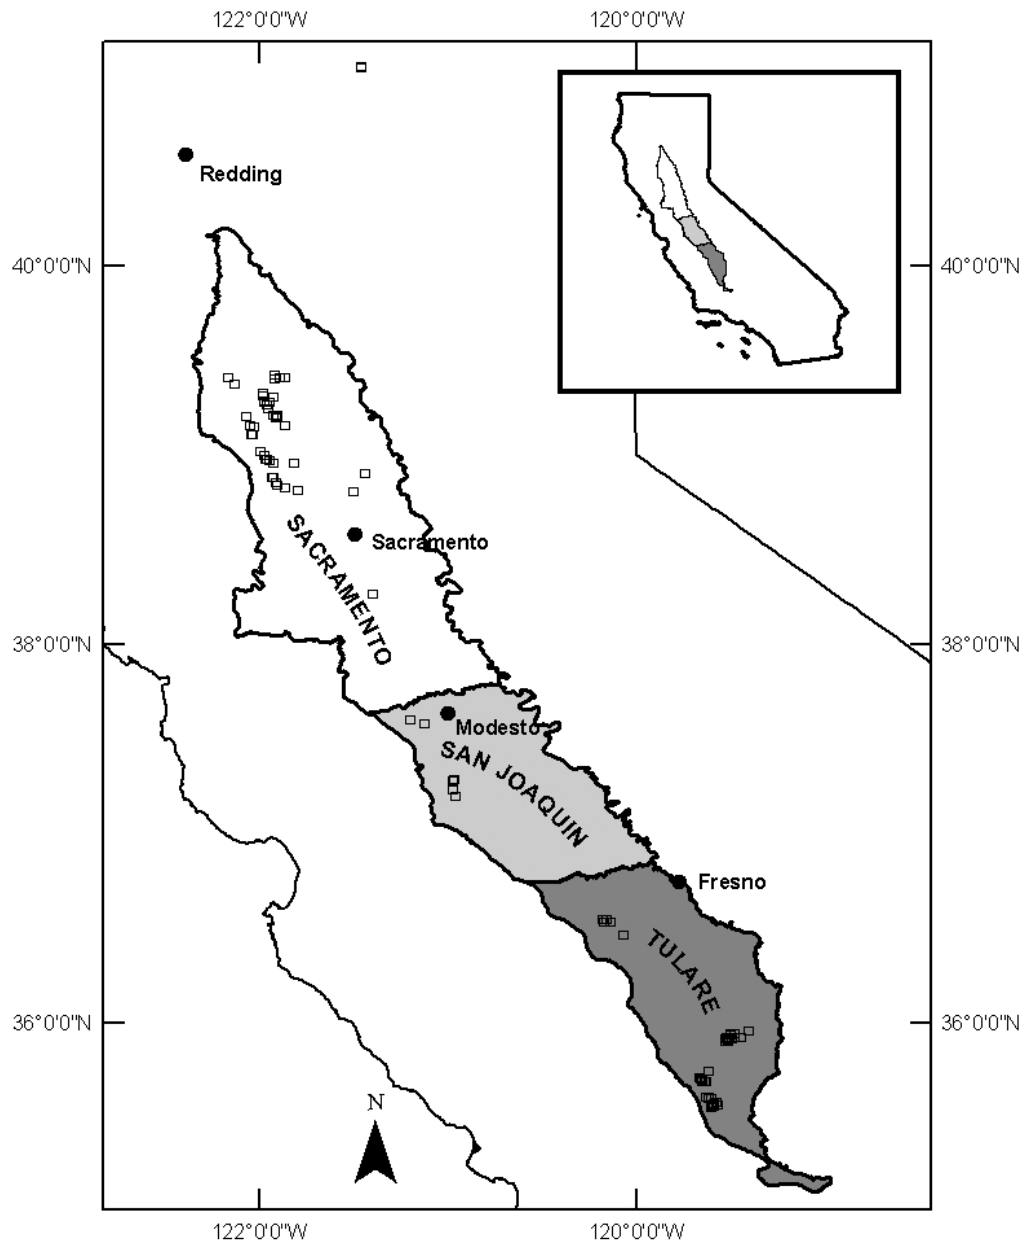 122°0'0"W 120°0'0"W
Redding
40°0'0"N 40°0'0"N
SACRAMENTO
Sacramento
38°0'0"N 38°0'0"N
Modesto
SAN JOAQUIN
Fresno
TULARE
36°0'0"N 36°0'0"N
N
122°0'0"W 120°0'0"W